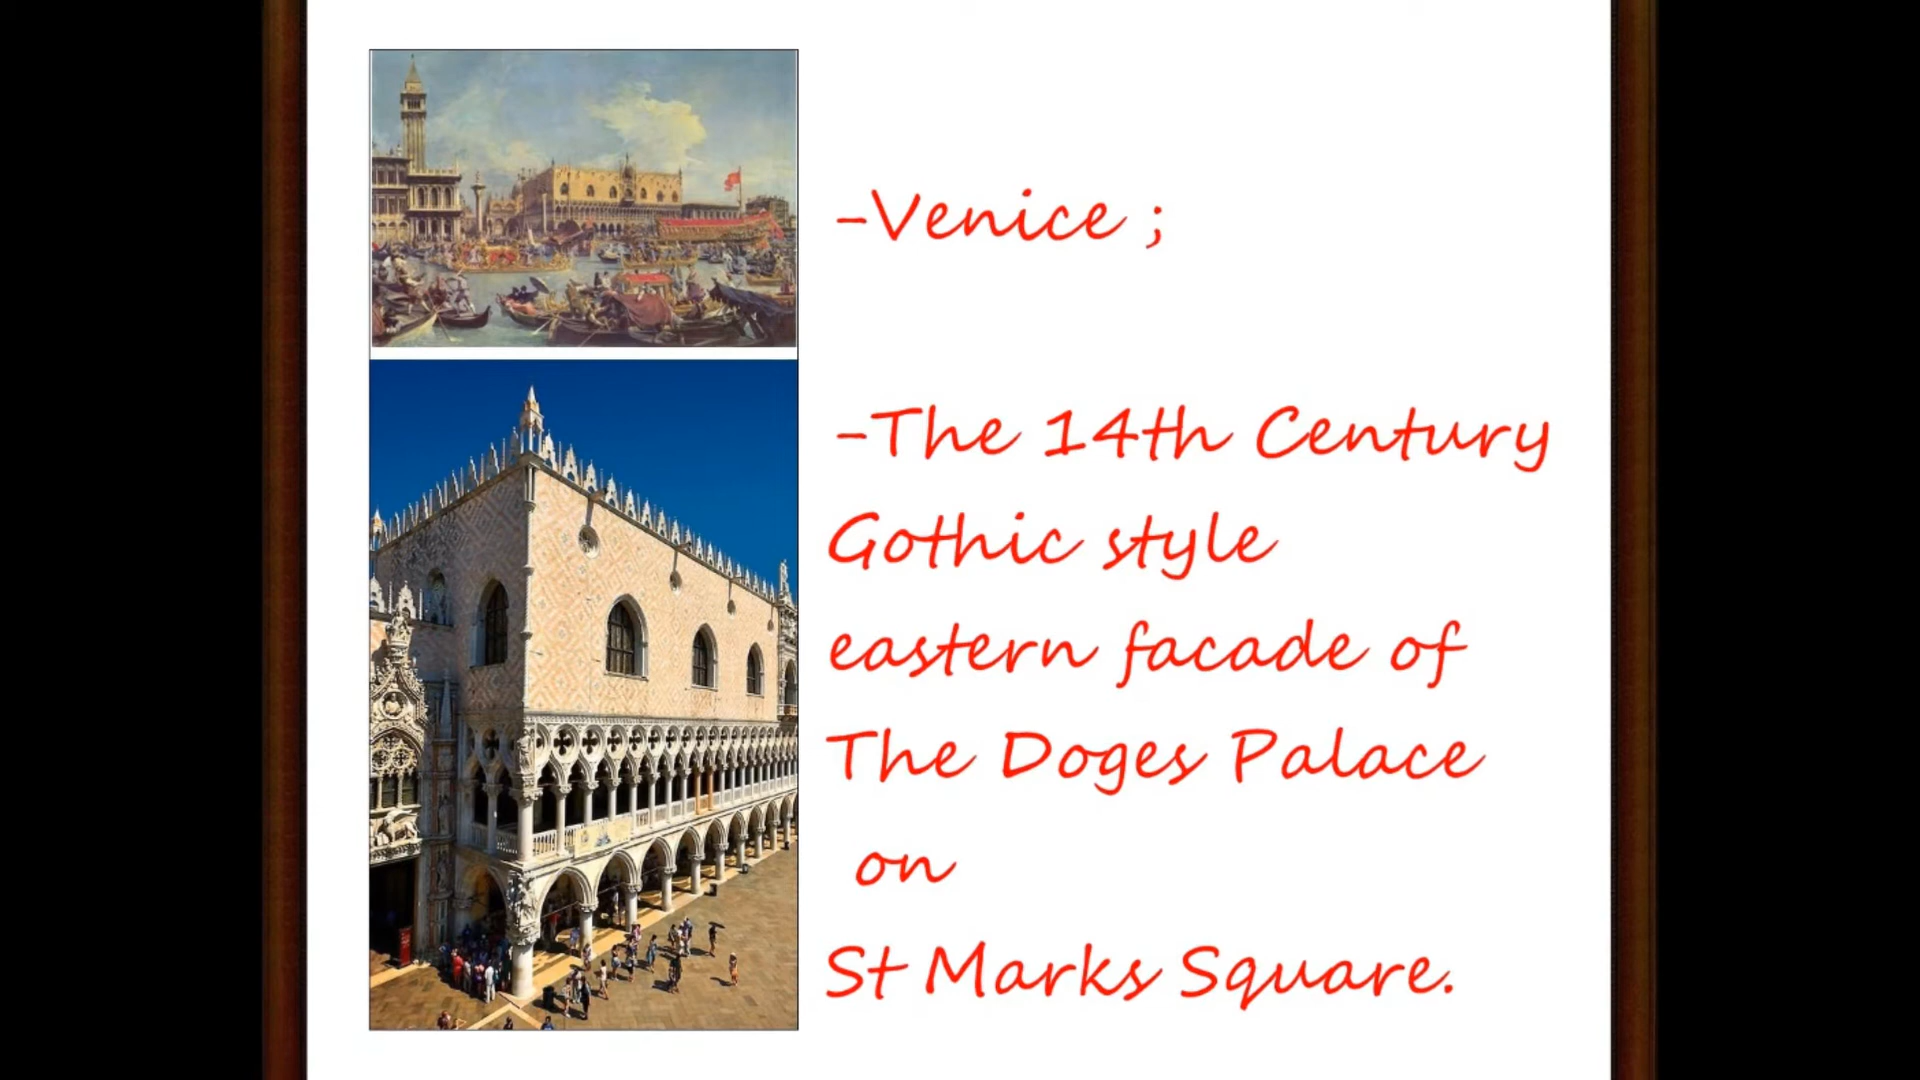 -Venice ;
-The 14th Century
Gothic style
eastern facade of
The Doges Palace
on
St Marks Square.